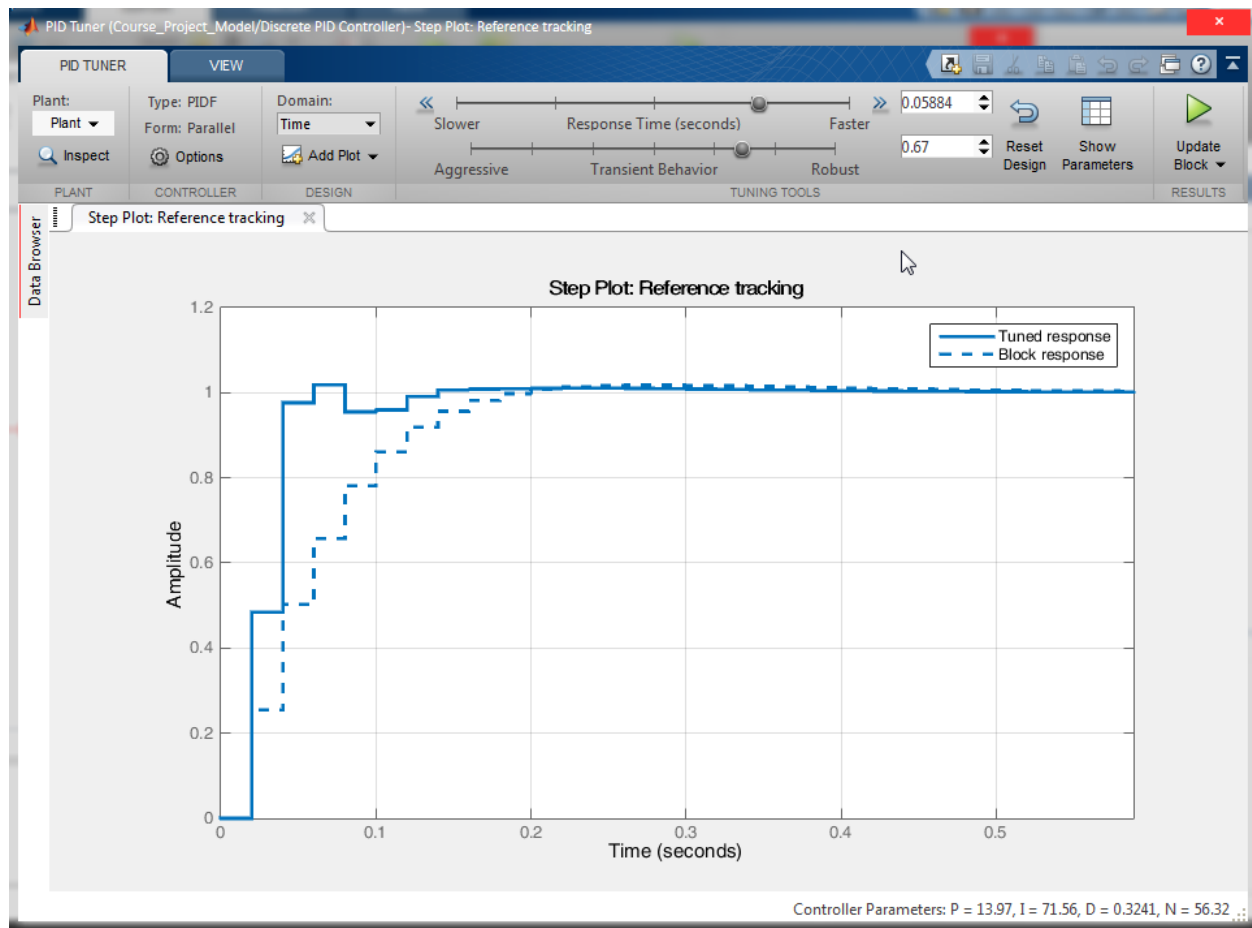 PID Tuner (Course_Project_Model/Discrete PID Controller)- Step Plot: Reference tracking
PID TUNER
VIEW
Plant:
Plant
Inspect
PLANT
Type: PIDF
Form: Parallel
Options
CONTROLLER
Domain:
Time
Add Plot
DESIGN
Slower
Response Time (seconds)
Faster
0.05884
Aggressive
Transient Behavior
Robust
0.67
Reset
Design
Show
Parameters
TUNING TOOLS
Update
Block
RESULTS
Data Browser
Step Plot: Reference tracking
Step Plot: Reference tracking
Tuned response
Block response
Amplitude
1.2
1
0.8
0.6
0.4
0.2
0
0
0.1
0.2
0.3
0.4
0.5
Time (seconds)
Controller Parameters: P = 13.97, I = 71.56, D = 0.3241, N = 56.32